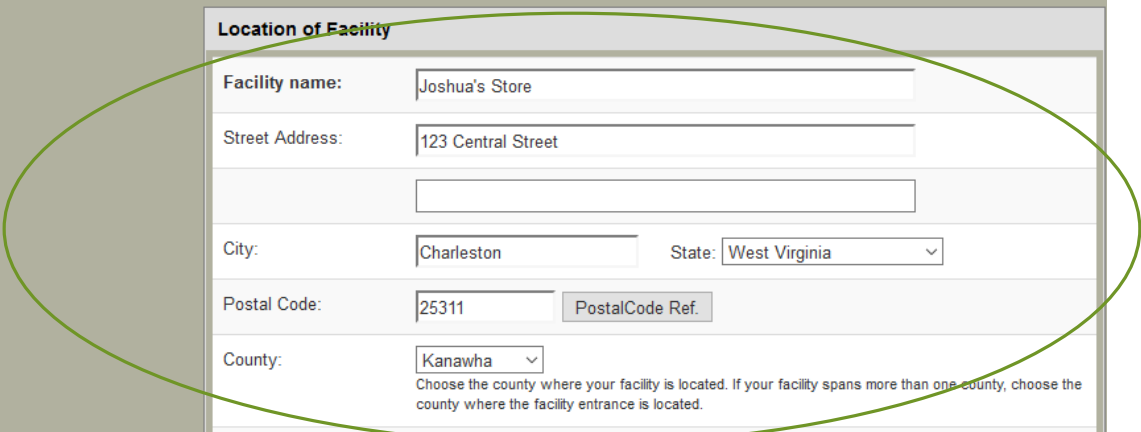 Location of Facility
Facility name: Joshua's Store
Street Address: 123 Central Street
City: Charleston State: West Virginia
Postal Code: 25311 PostalCode Ref.
County: Kanawha
Choose the county where your facility is located. If your facility spans more than one county, choose the
county where the facility entrance is located.